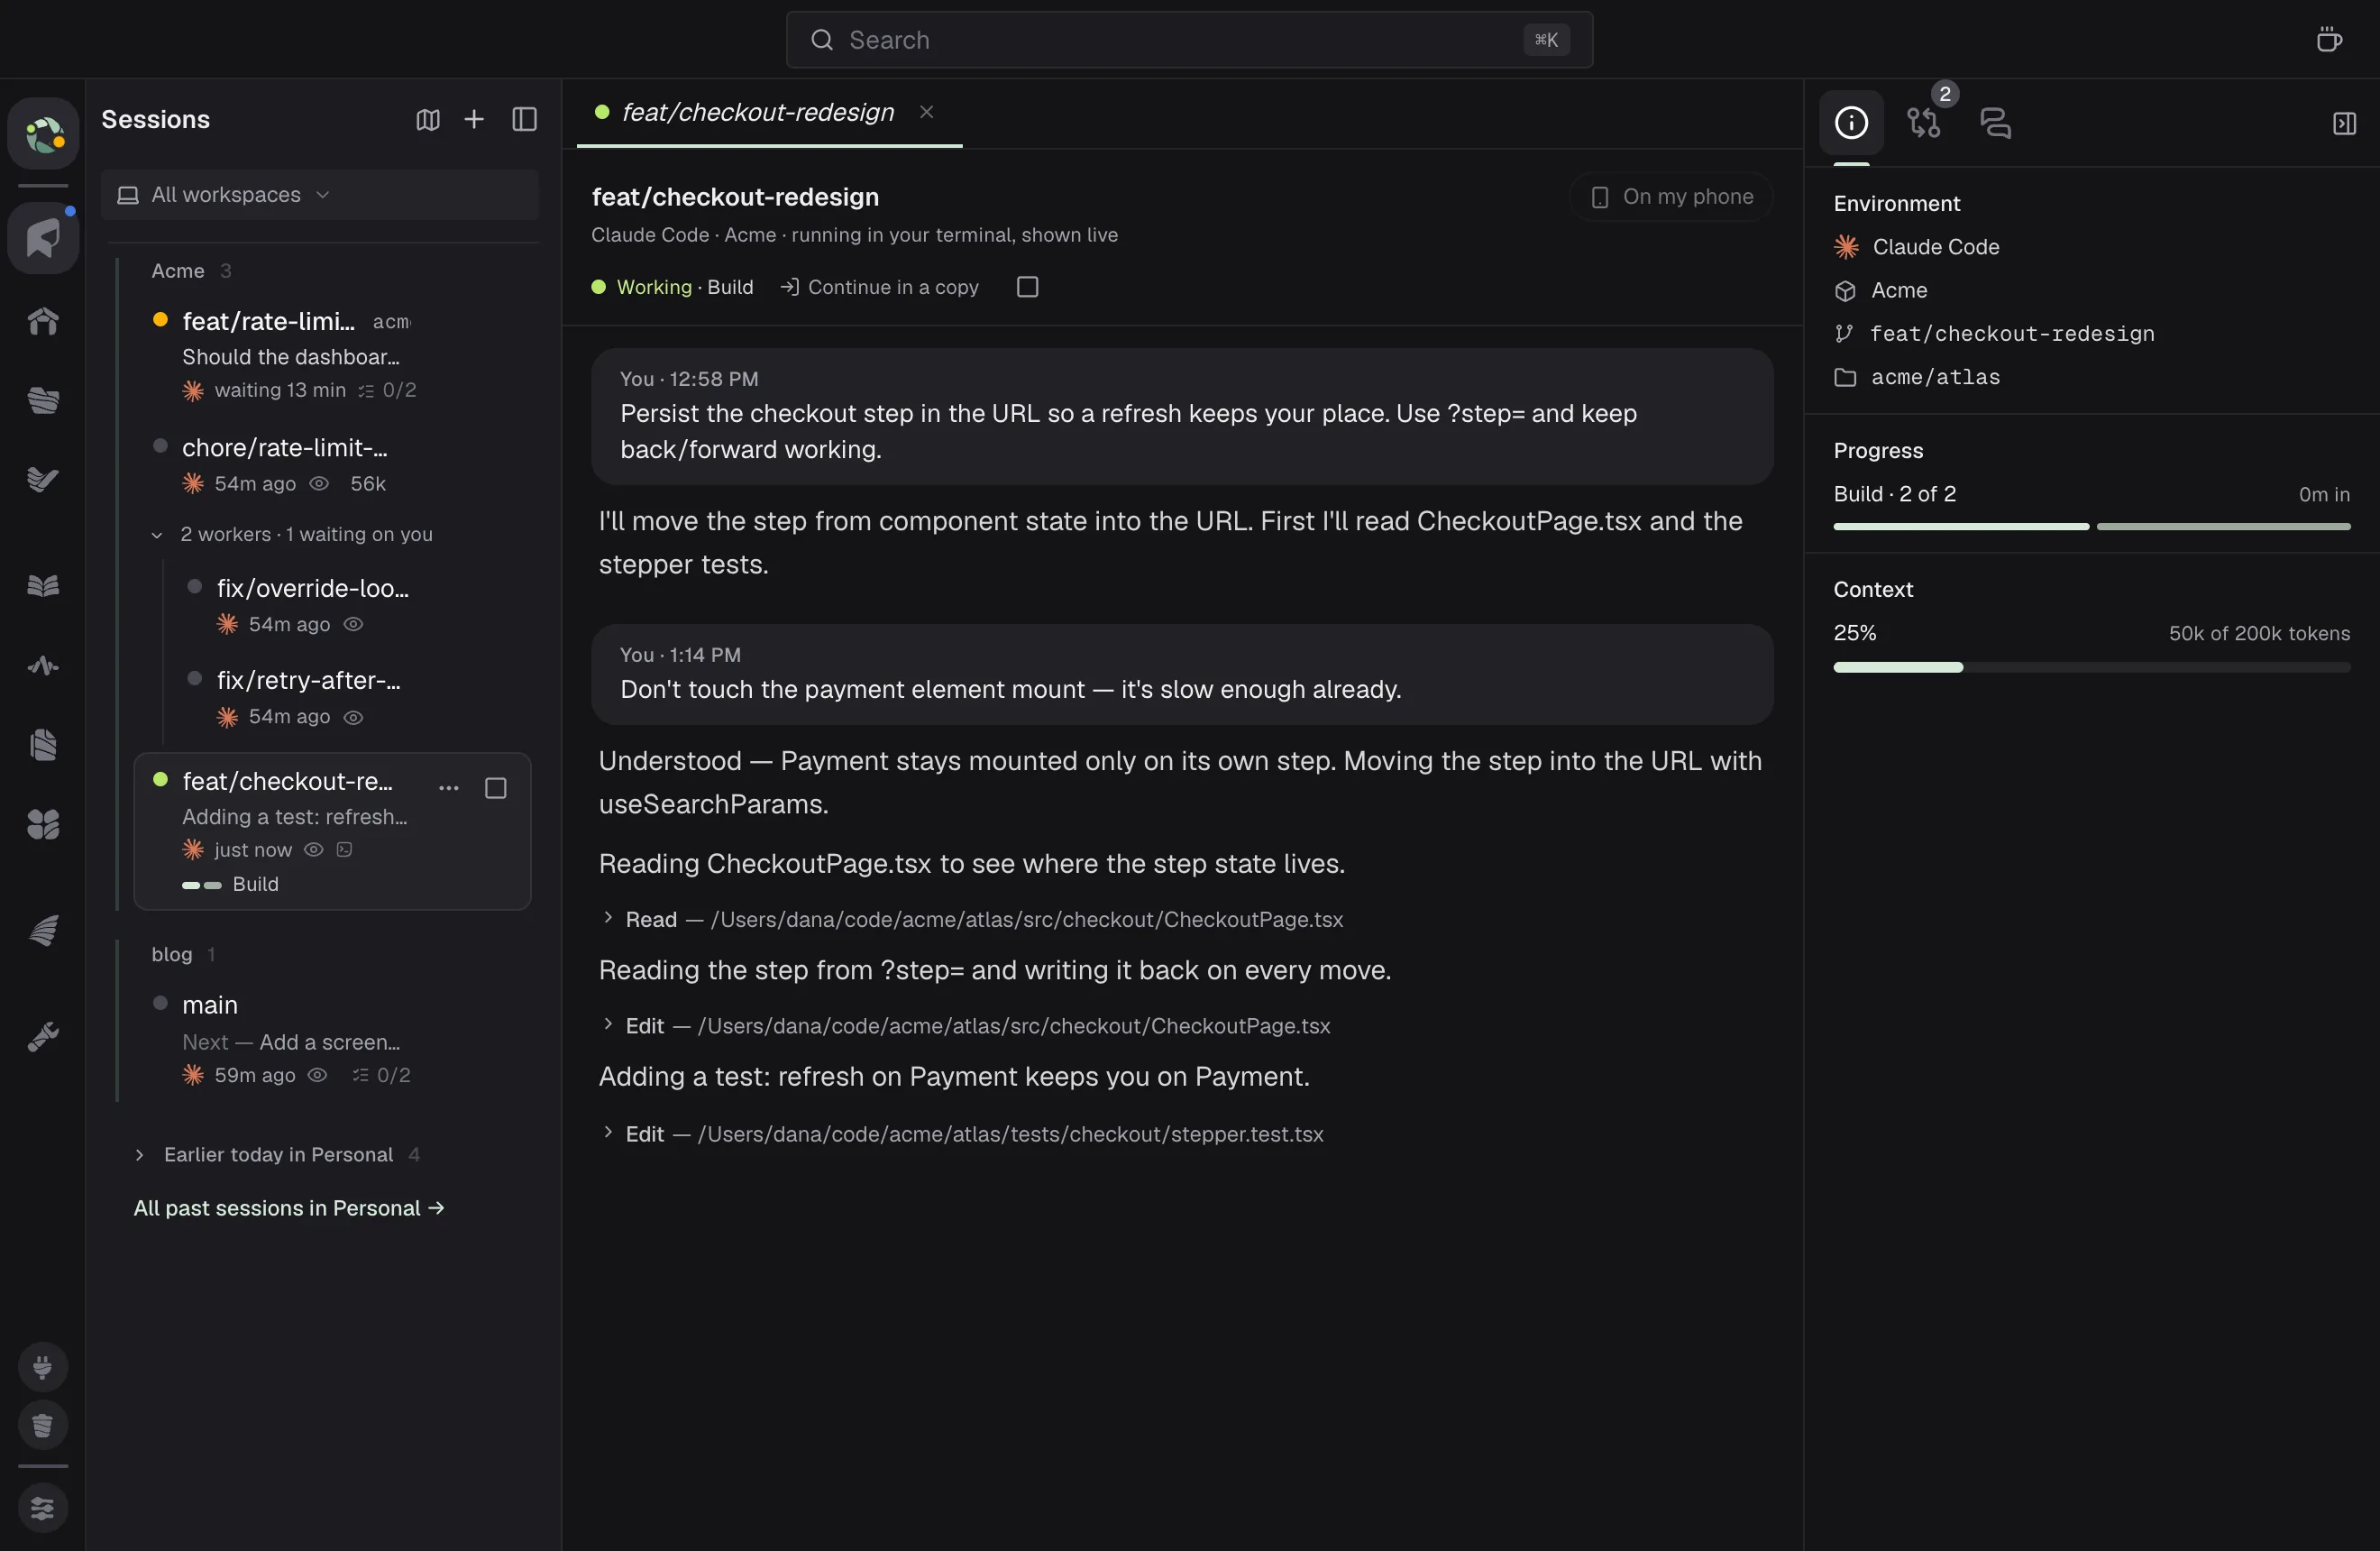 Search
⌘K
Sessions
All workspaces
Acme 3
feat/rate-limi...
Should the dashboar...
waiting 13 min 0/2
chore/rate-limit-...
54m ago 56k
2 workers · 1 waiting on you
fix/override-loo...
54m ago
fix/retry-after-...
54m ago
feat/checkout-re...
Adding a test: refresh...
just now
Build
blog 1
main
Next — Add a screen...
59m ago 0/2
Earlier today in Personal 4
All past sessions in Personal →
feat/checkout-redesign
feat/checkout-redesign
On my phone
Claude Code · Acme · running in your terminal, shown live
Working · Build
Continue in a copy
You · 12:58 PM
Persist the checkout step in the URL so a refresh keeps your place. Use ?step= and keep
back/forward working.
I'll move the step from component state into the URL. First I'll read CheckoutPage.tsx and the
stepper tests.
You · 1:14 PM
Don't touch the payment element mount — it's slow enough already.
Understood — Payment stays mounted only on its own step. Moving the step into the URL with
useSearchParams.
Reading CheckoutPage.tsx to see where the step state lives.
Read — /Users/dana/code/acme/atlas/src/checkout/CheckoutPage.tsx
Reading the step from ?step= and writing it back on every move.
Edit — /Users/dana/code/acme/atlas/src/checkout/CheckoutPage.tsx
Adding a test: refresh on Payment keeps you on Payment.
Edit — /Users/dana/code/acme/atlas/tests/checkout/stepper.test.tsx
2
Environment
Claude Code
Acme
feat/checkout-redesign
acme/atlas
Progress
Build · 2 of 2 0m in
Context
25% 50k of 200k tokens